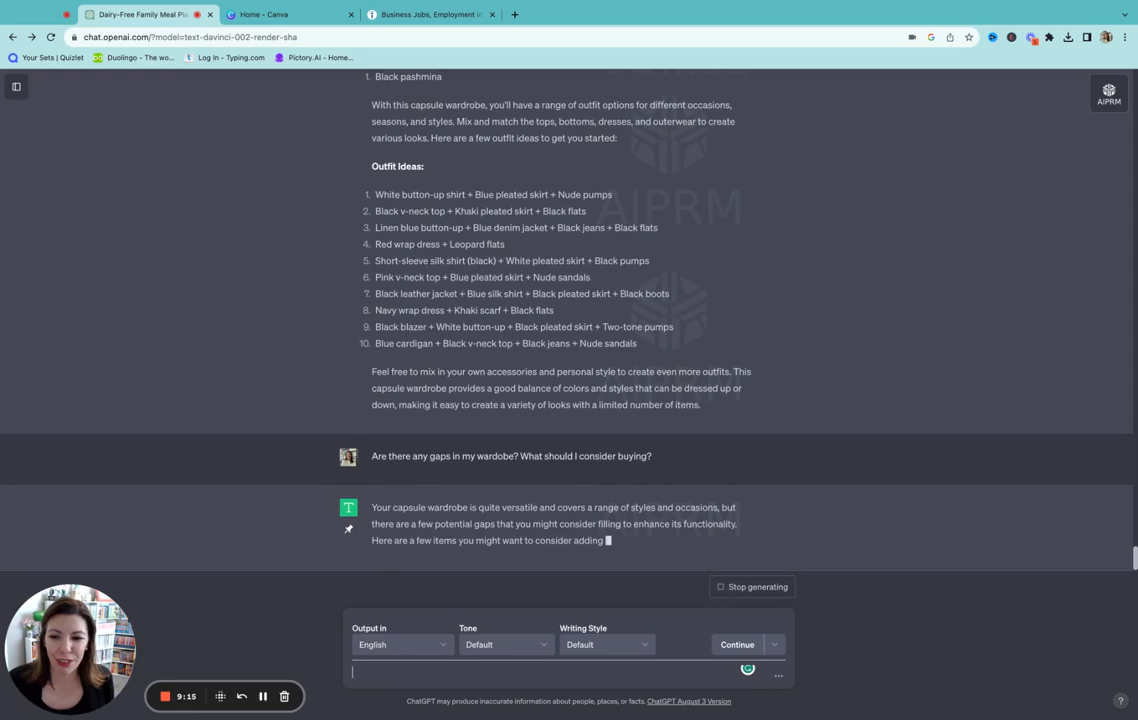 Dairy-Free Family Meal Pla
Home - Canva
Business Jobs, Employment in
chat.openai.com/?model=text-davinci-002-render-sha
Your Sets | Quizlet
Duolingo - The wo...
Log In - Typing.com
Pictory.AI - Home...
AIPRM
1. Black pashmina
With this capsule wardrobe, you'll have a range of outfit options for different occasions,
seasons, and styles. Mix and match the tops, bottoms, dresses, and outerwear to create
various looks. Here are a few outfit ideas to get you started:
Outfit Ideas:
1. White button-up shirt + Blue pleated skirt + Nude pumps
AIPRM
2. Black v-neck top + Khaki pleated skirt + Black flats
3. Linen blue button-up + Blue denim jacket + Black jeans + Black flats
4. Red wrap dress + Leopard flats
5. Short-sleeve silk shirt (black) + White pleated skirt + Black pumps
6. Pink v-neck top + Blue pleated skirt + Nude sandals
7. Black leather jacket + Blue silk shirt + Black pleated skirt + Black boots
8. Navy wrap dress + Khaki scarf + Black flats
9. Black blazer + White button-up + Black pleated skirt + Two-tone pumps
10. Blue cardigan + Black v-neck top + Black jeans + Nude sandals
Feel free to mix in your own accessories and personal style to create even more outfits. This
capsule wardrobe provides a good balance of colors and styles that can be dressed up or
AIPRM
down, making it easy to create a variety of looks with a limited number of items.
Are there any gaps in my wardobe? What should I consider buying?
T
Your capsule wardrobe is quite versatile and covers a range of styles and occasions, but
there are a few potential gaps that you might consider filling to enhance its functionality.
Here are a few items you might want to consider adding
Stop generating
Output in
Tone
Writing Style
English
Default
Default
Continue
9:15
ChatGPT may produce inaccurate information about people, places, or facts. ChatGPT August 3 Version
?